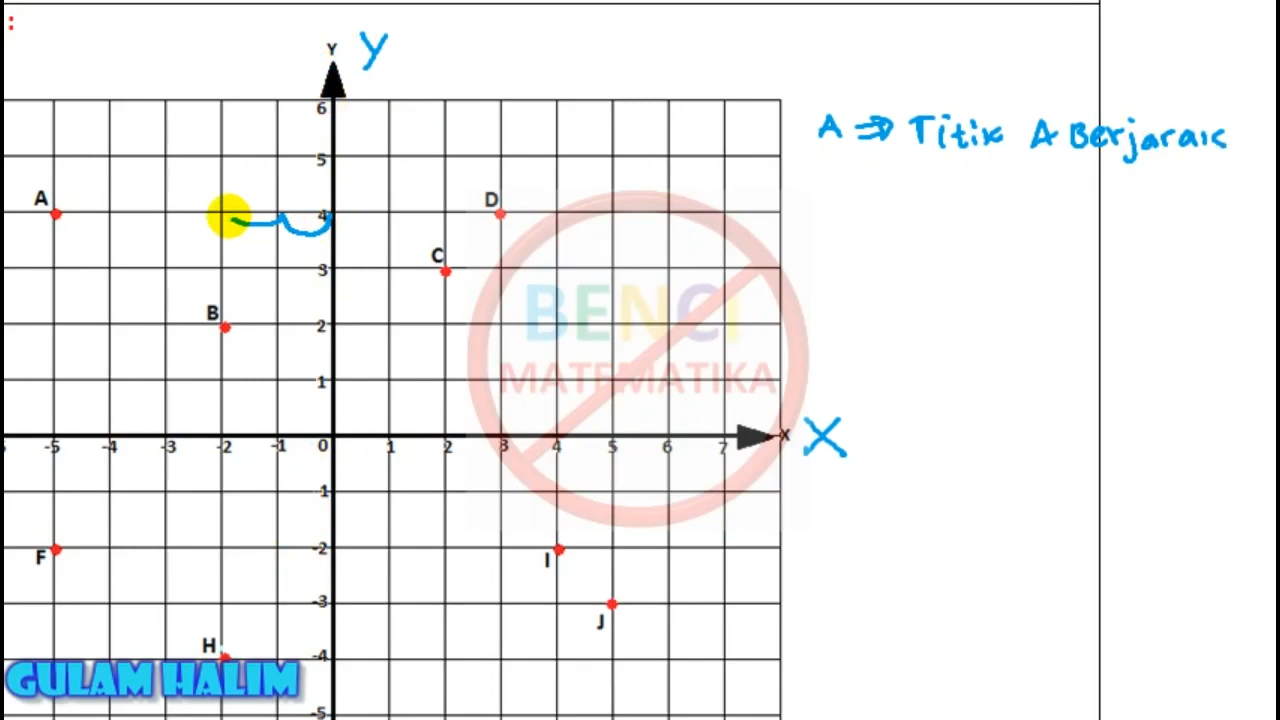 :
Y Y
6
A ⇒ Titik A Berjarak
5
A D
4
C
3
BENCI
B
2
MATEMATIKA
1
X X
-5 -4 -3 -2 -1 0 1 2 3 4 5 6 7
-1
-2
F I
-3
J
H
-4
GULAM HALIM
-5